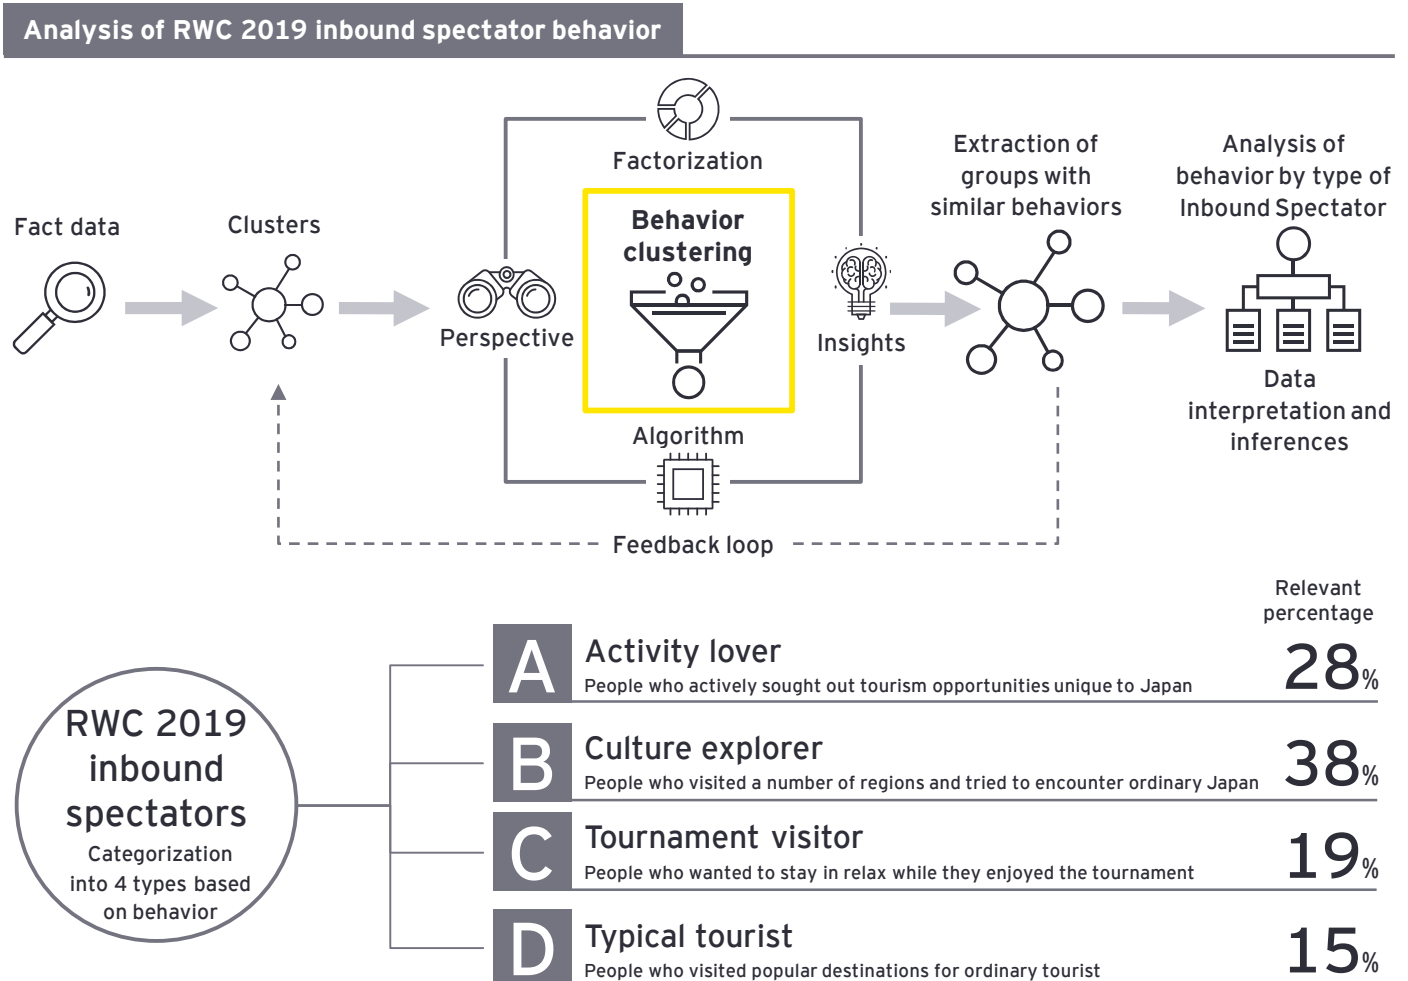 Analysis of RWC 2019 inbound spectator behavior
Fact data
Clusters
Perspective
Factorization
Behavior
clustering
Algorithm
Insights
Extraction of
groups with
similar behaviors
Analysis of
behavior by type of
Inbound Spectator
Data
interpretation and
inferences
Feedback loop
Relevant
percentage
RWC 2019
inbound
spectators
Categorization
into 4 types based
on behavior
A
Activity lover
People who actively sought out tourism opportunities unique to Japan
28%
B
Culture explorer
People who visited a number of regions and tried to encounter ordinary Japan
38%
C
Tournament visitor
People who wanted to stay in relax while they enjoyed the tournament
19%
D
Typical tourist
People who visited popular destinations for ordinary tourist
15%